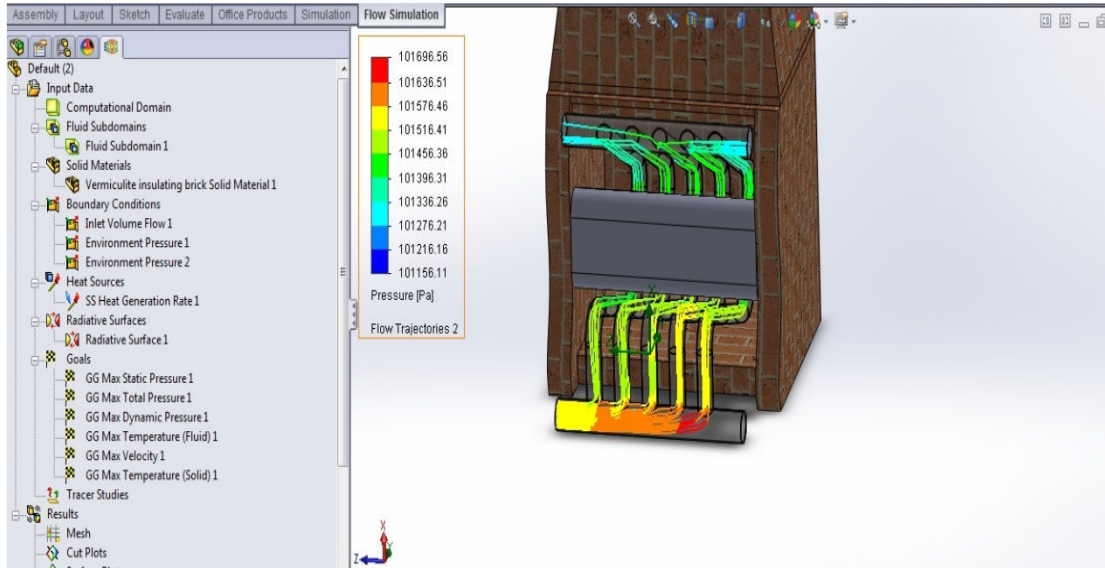 Assembly Layout Sketch Evaluate Office Products Simulation Flow Simulation
Default (2)
Input Data
Computational Domain
Fluid Subdomains
Fluid Subdomain 1
Solid Materials
Vermiculite insulating brick Solid Material 1
Boundary Conditions
Inlet Volume Flow 1
Environment Pressure 1
Environment Pressure 2
Heat Sources
SS Heat Generation Rate 1
Radiative Surfaces
Radiative Surface 1
Goals
GG Max Static Pressure 1
GG Max Total Pressure 1
GG Max Dynamic Pressure 1
GG Max Temperature (Fluid) 1
GG Max Velocity 1
GG Max Temperature (Solid) 1
Tracer Studies
Results
Mesh
Cut Plots
101696.56
101636.51
101576.46
101516.41
101456.36
101396.31
101336.26
101276.21
101216.16
101156.11
Pressure [Pa]
Flow Trajectories 2
X
X
Y
Z